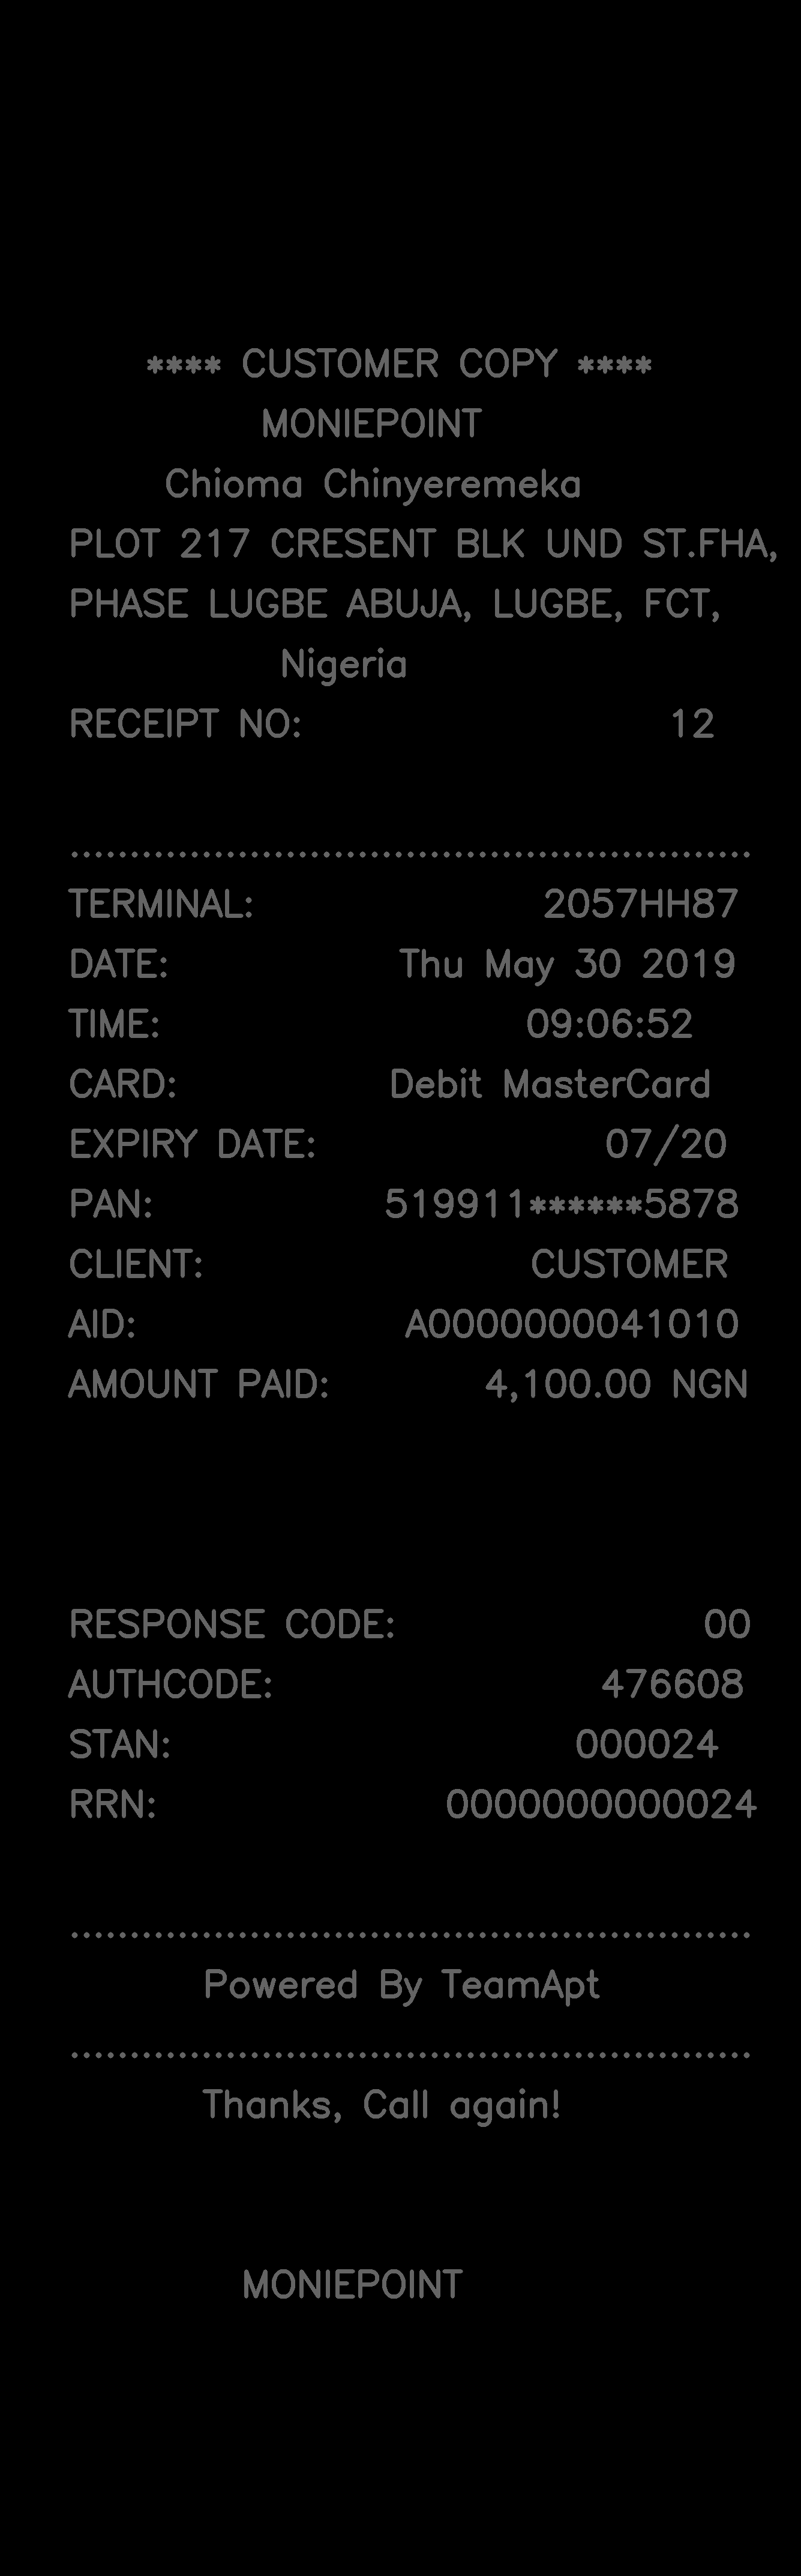 **** CUSTOMER COPY ****
MONIEPOINT
Chioma Chinyeremeka
PLOT 217 CRESENT BLK UND ST.FHA,
PHASE LUGBE ABUJA, LUGBE, FCT,
Nigeria
RECEIPT NO: 12
.........................................................
TERMINAL: 2057HH87
DATE: Thu May 30 2019
TIME: 09:06:52
CARD: Debit MasterCard
EXPIRY DATE: 07/20
PAN: 519911******5878
CLIENT: CUSTOMER
AID: A0000000041010
AMOUNT PAID: 4,100.00 NGN
RESPONSE CODE: 00
AUTHCODE: 476608
STAN: 000024
RRN: 0000000000024
.........................................................
Powered By TeamApt
.........................................................
Thanks, Call again!
MONIEPOINT